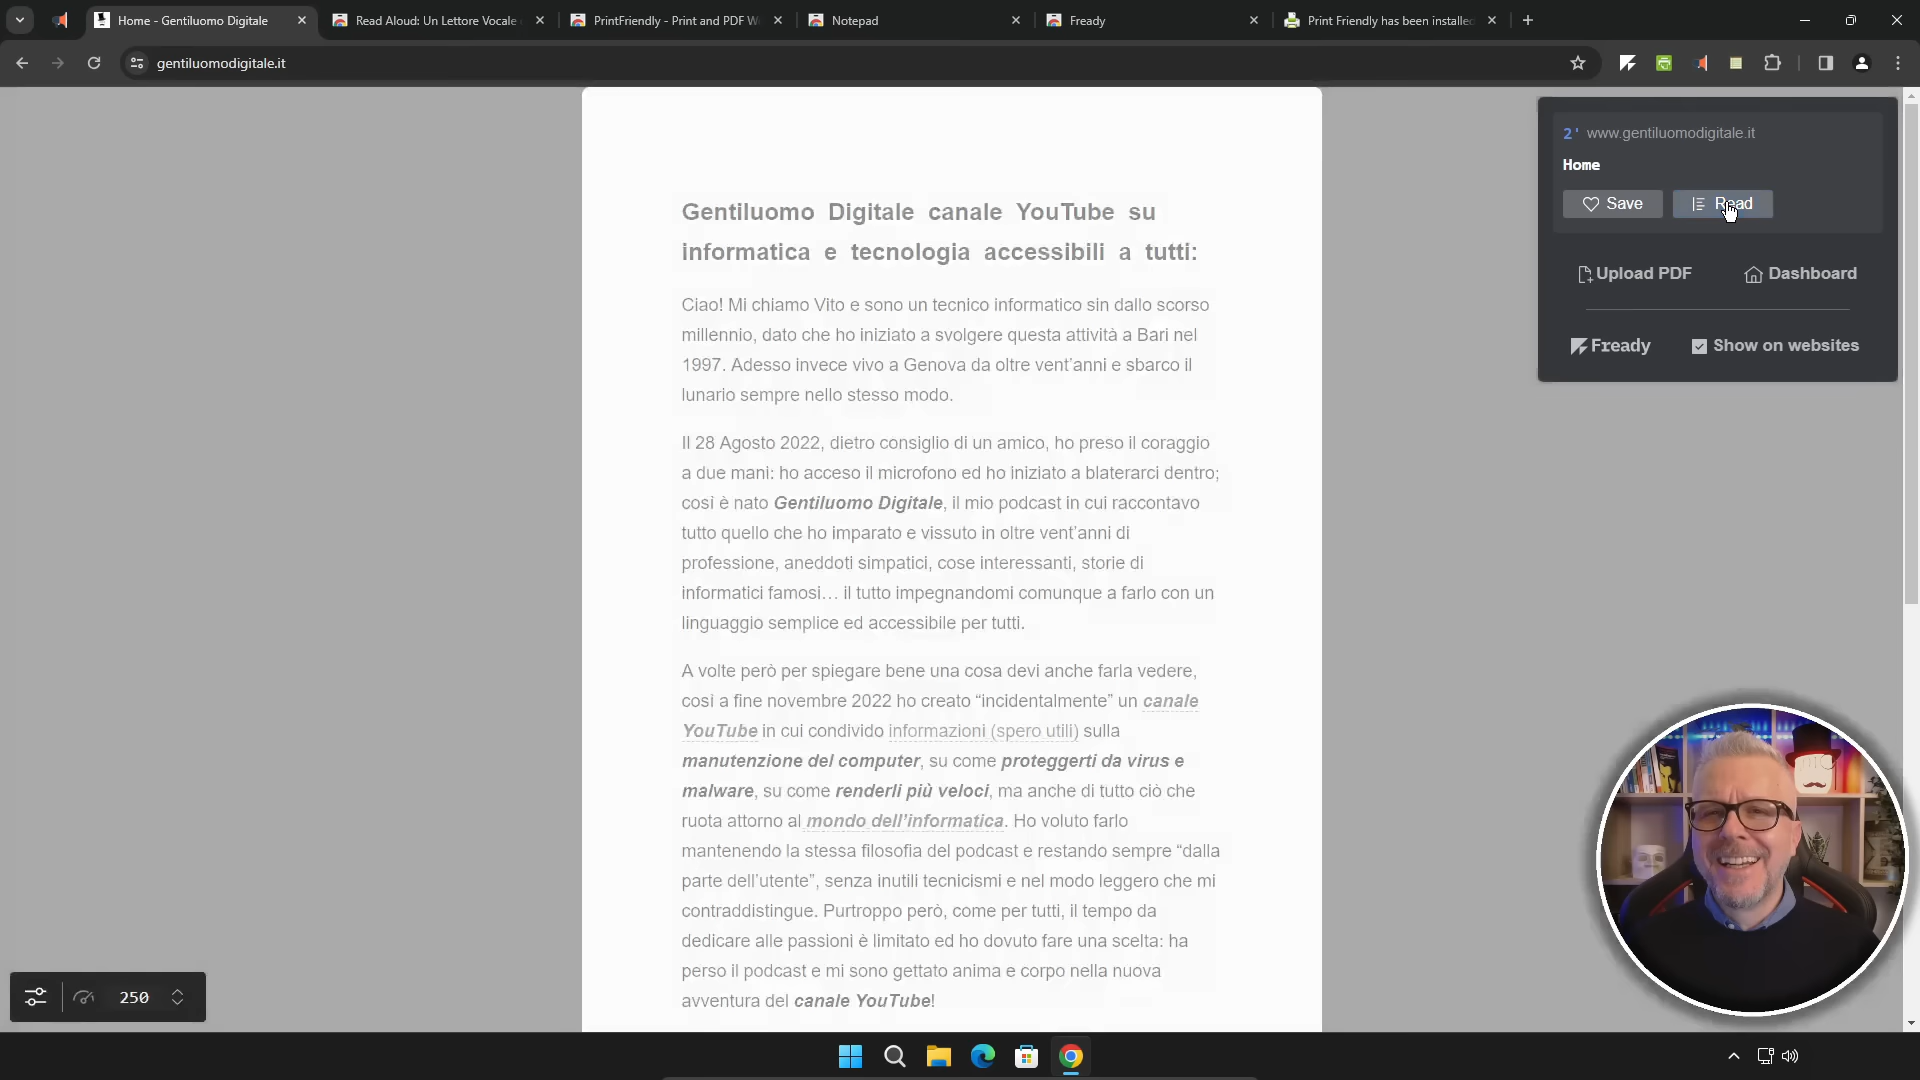 Home - Gentiluomo Digitale
Read Aloud: Un Lettore Vocale
PrintFriendly - Print and PDF W
Notepad
Fready
Print Friendly has been installed
gentiluomodigitale.it
2' www.gentiluomodigitale.it
Home
Save
Read
Upload PDF
Dashboard
Fready
Show on websites
Gentiluomo Digitale canale YouTube su
informatica e tecnologia accessibili a tutti:
Ciao! Mi chiamo Vito e sono un tecnico informatico sin dallo scorso
millennio, dato che ho iniziato a svolgere questa attività a Bari nel
1997. Adesso invece vivo a Genova da oltre vent'anni e sbarco il
lunario sempre nello stesso modo.
Il 28 Agosto 2022, dietro consiglio di un amico, ho preso il coraggio
a due mani: ho acceso il microfono ed ho iniziato a blaterarci dentro;
così è nato Gentiluomo Digitale, il mio podcast in cui raccontavo
tutto quello che ho imparato e vissuto in oltre vent'anni di
professione, aneddoti simpatici, cose interessanti, storie di
informatici famosi… il tutto impegnandomi comunque a farlo con un
linguaggio semplice ed accessibile per tutti.
A volte però per spiegare bene una cosa devi anche farla vedere,
così a fine novembre 2022 ho creato “incidentalmente” un canale
YouTube in cui condivido informazioni (spero utili) sulla
manutenzione del computer, su come proteggerti da virus e
malware, su come renderli più veloci, ma anche di tutto ciò che
ruota attorno al mondo dell'informatica. Ho voluto farlo
mantenendo la stessa filosofia del podcast e restando sempre “dalla
parte dell'utente”, senza inutili tecnicismi e nel modo leggero che mi
contraddistingue. Purtroppo però, come per tutti, il tempo da
dedicare alle passioni è limitato ed ho dovuto fare una scelta: ha
perso il podcast e mi sono gettato anima e corpo nella nuova
avventura del canale YouTube!
250